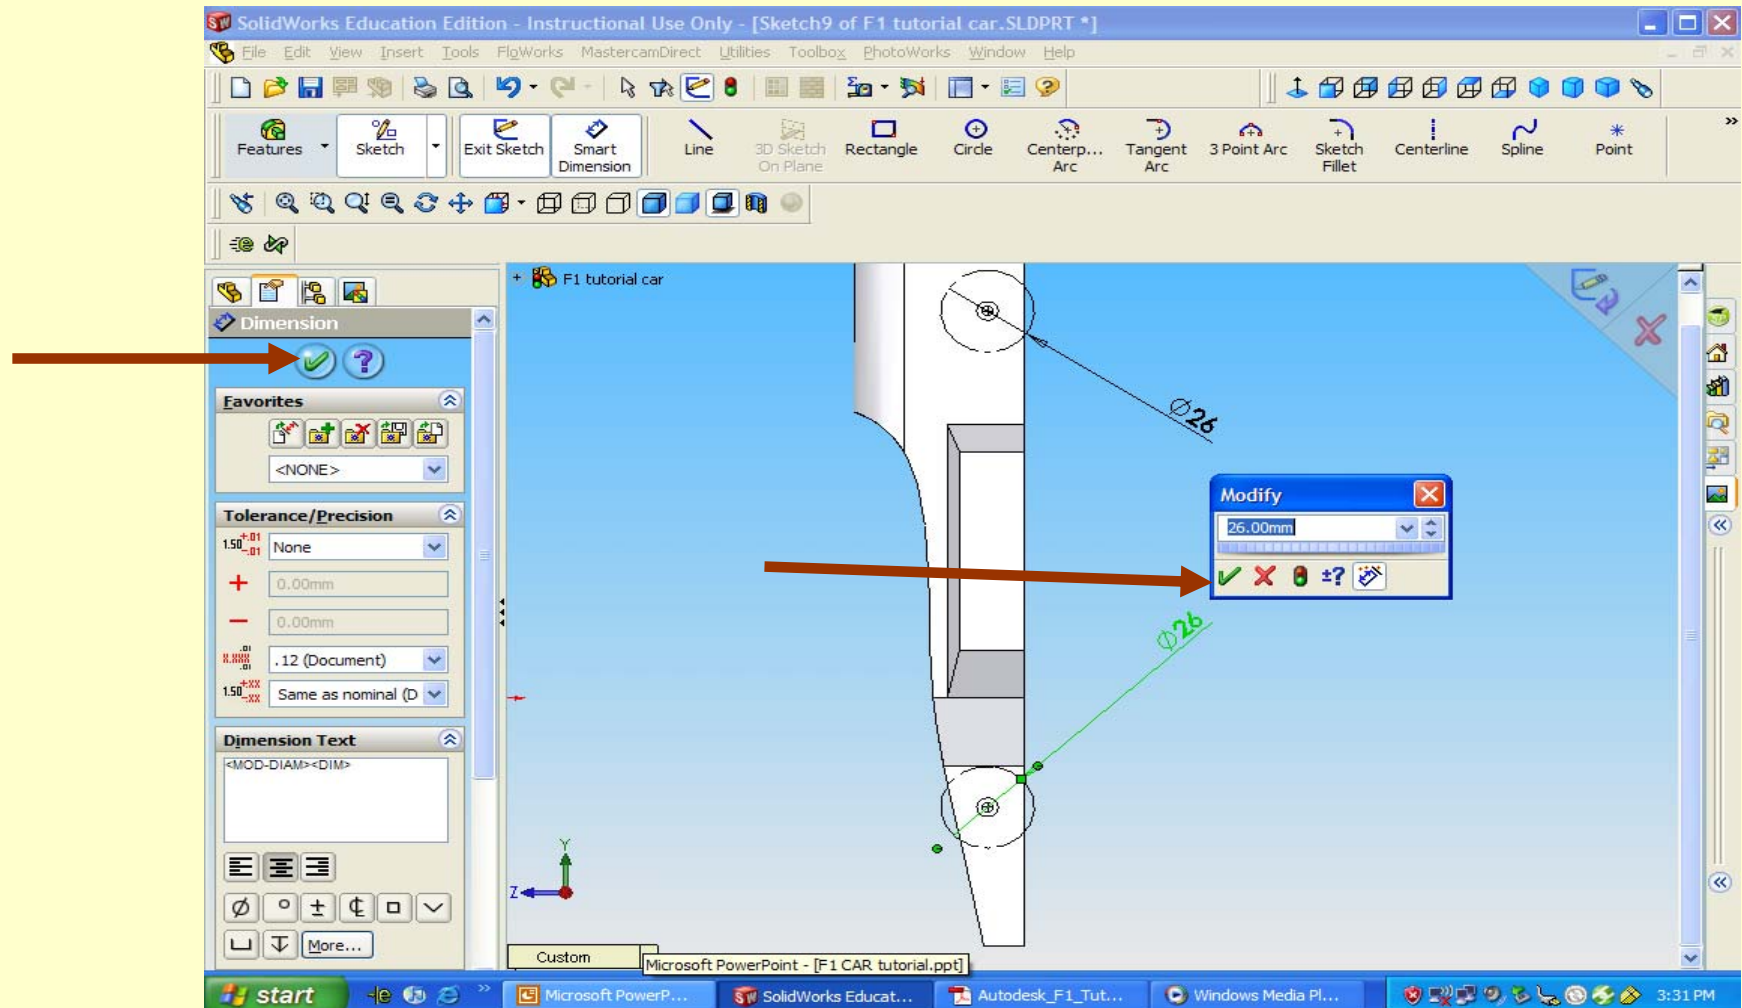 SolidWorks Education Edition - Instructional Use Only - [Sketch9 of F1 tutorial car.SLDPRT *]
File Edit View Insert Tools FloWorks MastercamDirect Utilities Toolbox PhotoWorks Window Help
Features Sketch Exit Sketch Smart Dimension Line 3D Sketch On Plane Rectangle Circle Centerp... Arc Tangent Arc 3 Point Arc Sketch Fillet Centerline Spline Point
F1 tutorial car
Dimension
Favorites
<NONE>
Tolerance/Precision
None
0.00mm
0.00mm
.12 (Document)
Same as nominal (D
Dimension Text
<MOD-DIAM><DIM>
More...
∅26
Modify
26.00mm
±?
∅26
Y
Z
Custom
Microsoft PowerPoint - [F1 CAR tutorial.ppt]
start
Microsoft PowerP...
SolidWorks Educat...
Autodesk_F1_Tut...
Windows Media Pl...
3:31 PM